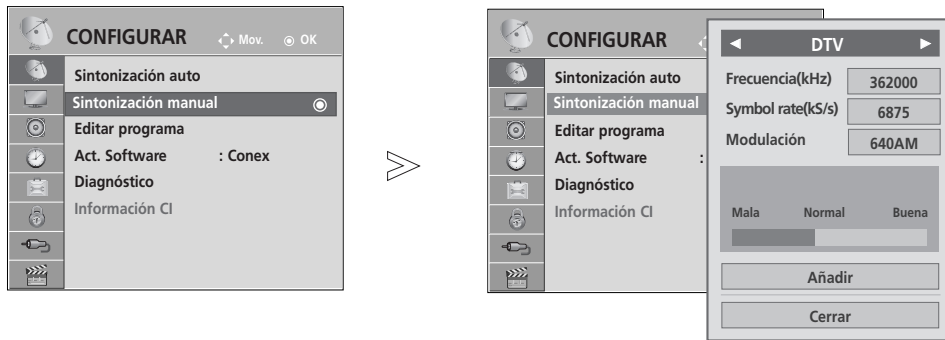 CONFIGURAR Mov. OK
Sintonización auto
Sintonización manual
Editar programa
Act. Software : Conex
Diagnóstico
Información CI
CONFIGURAR
Sintonización auto
Sintonización manual
Editar programa
Act. Software :
Diagnóstico
Información CI
DTV
Frecuencia(kHz) 362000
Symbol rate(kS/s) 6875
Modulación 640AM
Mala Normal Buena
Añadir
Cerrar